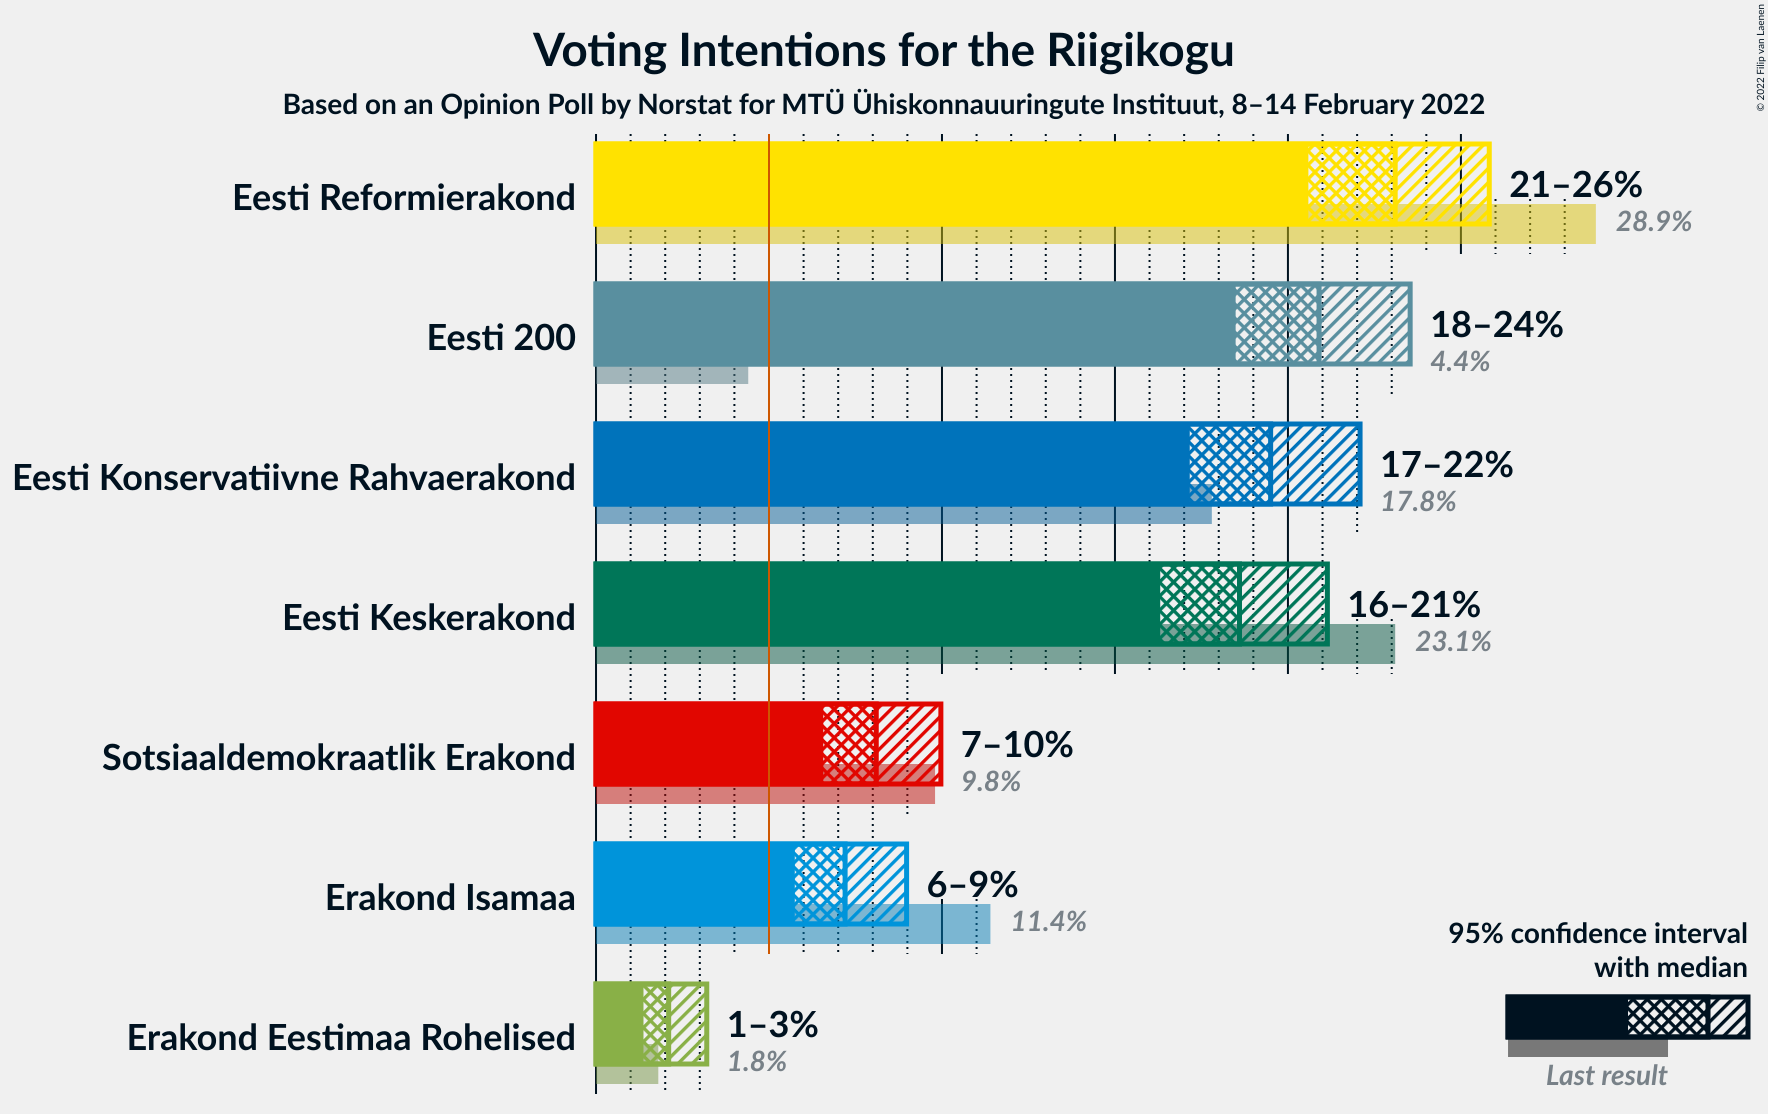 Voting Intentions for the Riigikogu
Based on an Opinion Poll by Norstat for MTÜ Ühiskonnauuringute Instituut, 8–14 February 2022
© 2022 Filip van Laenen
Eesti Reformierakond
21–26%
28.9%
Eesti 200
18–24%
4.4%
Eesti Konservatiivne Rahvaerakond
17–22%
17.8%
Eesti Keskerakond
16–21%
23.1%
Sotsiaaldemokraatlik Erakond
7–10%
9.8%
Erakond Isamaa
6–9%
11.4%
Erakond Eestimaa Rohelised
1–3%
1.8%
95% confidence interval
with median
Last result